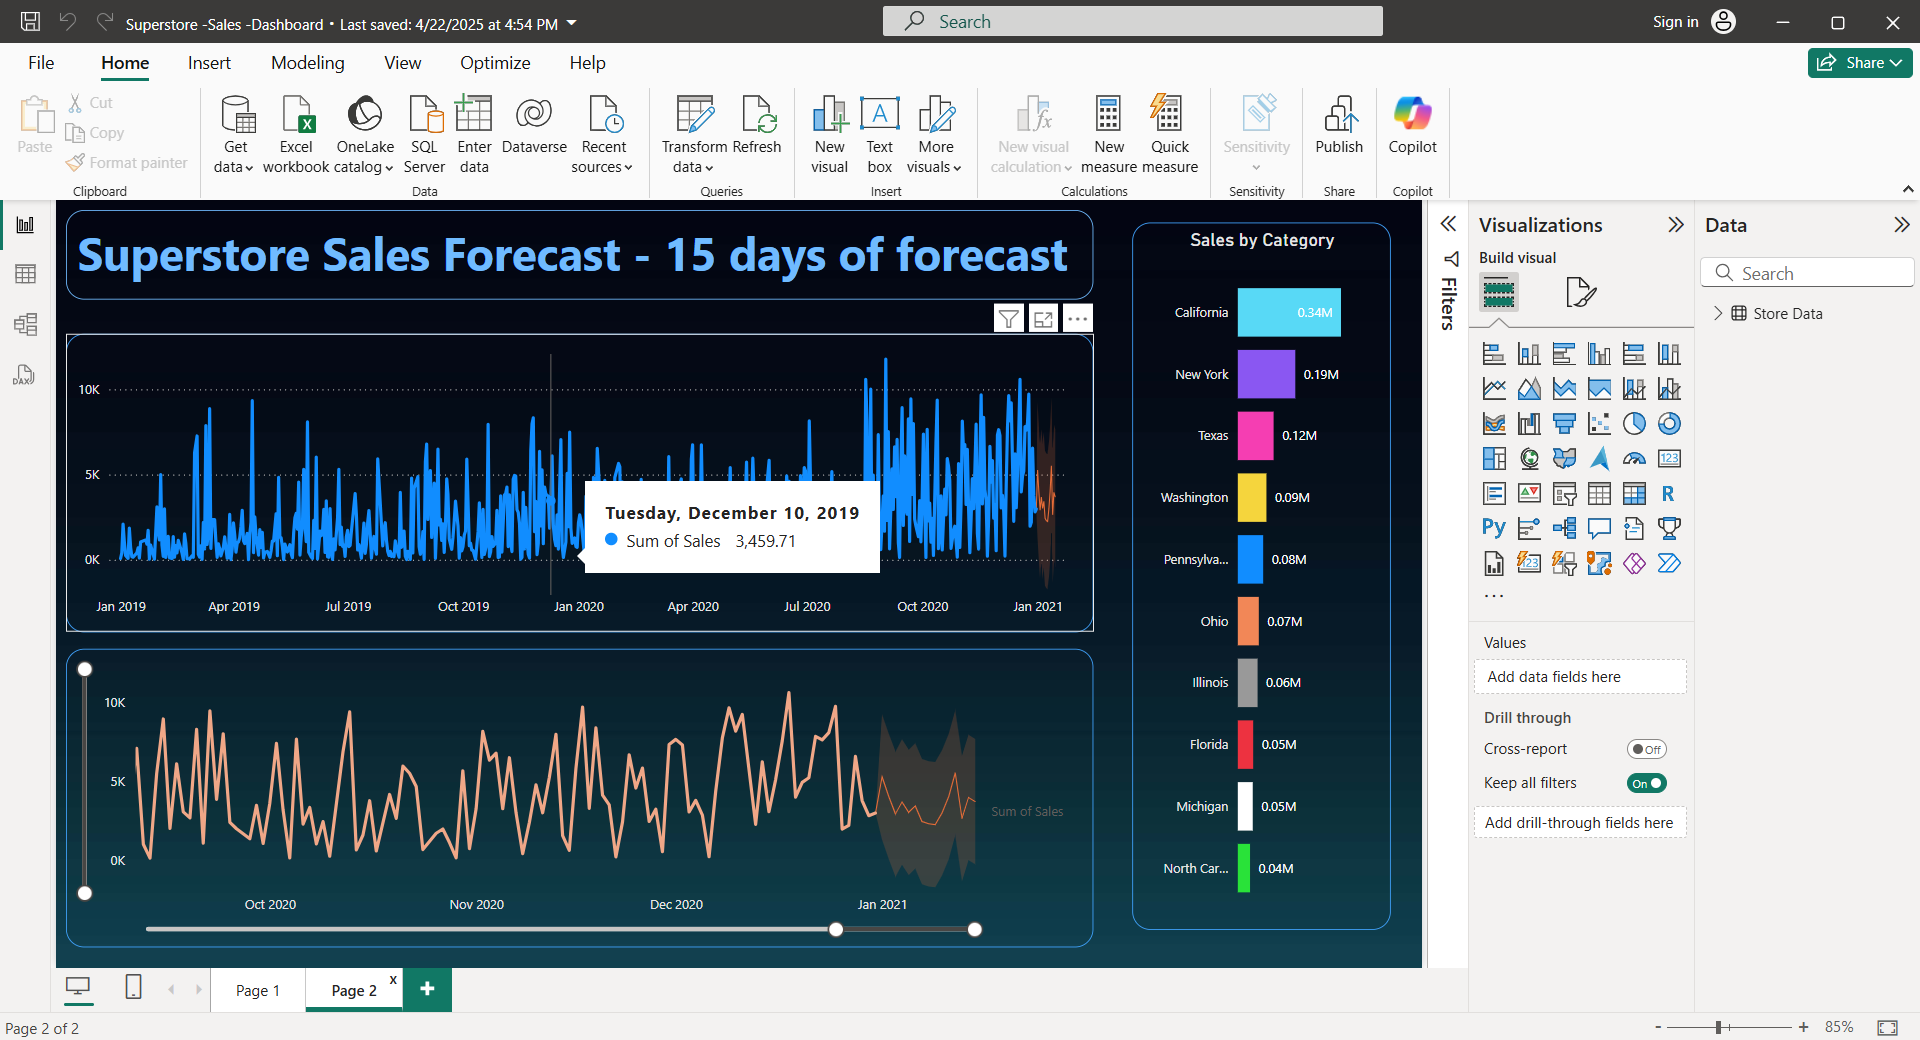 Superstore -Sales -Dashboard • Last saved: 4/22/2025 at 4:54 PM
Search
Sign in
File
Home
Insert
Modeling
View
Optimize
Help
Share
Paste
Cut
Copy
Format painter
Clipboard
Get data
Excel workbook
OneLake catalog
SQL Server
Enter data
Dataverse
Recent sources
Data
Transform data
Refresh
Queries
New visual
Text box
More visuals
Insert
New visual calculation
New measure
Quick measure
Calculations
Sensitivity
Sensitivity
Publish
Share
Copilot
Copilot
Superstore Sales Forecast - 15 days of forecast
10K
5K
0K
Jan 2019
Apr 2019
Jul 2019
Oct 2019
Jan 2020
Apr 2020
Jul 2020
Oct 2020
Jan 2021
Tuesday, December 10, 2019
Sum of Sales 3,459.71
10K
5K
0K
Sum of Sales
Oct 2020
Nov 2020
Dec 2020
Jan 2021
Sales by Category
California 0.34M
New York 0.19M
Texas 0.12M
Washington 0.09M
Pennsylva... 0.08M
Ohio 0.07M
Illinois 0.06M
Florida 0.05M
Michigan 0.05M
North Car... 0.04M
Filters
Visualizations
Build visual
123
R
Py
123
...
Values
Add data fields here
Drill through
Cross-report Off
Keep all filters On
Add drill-through fields here
Data
Search
Store Data
DAX
Page 1
Page 2 x
+
Page 2 of 2
- + 85%